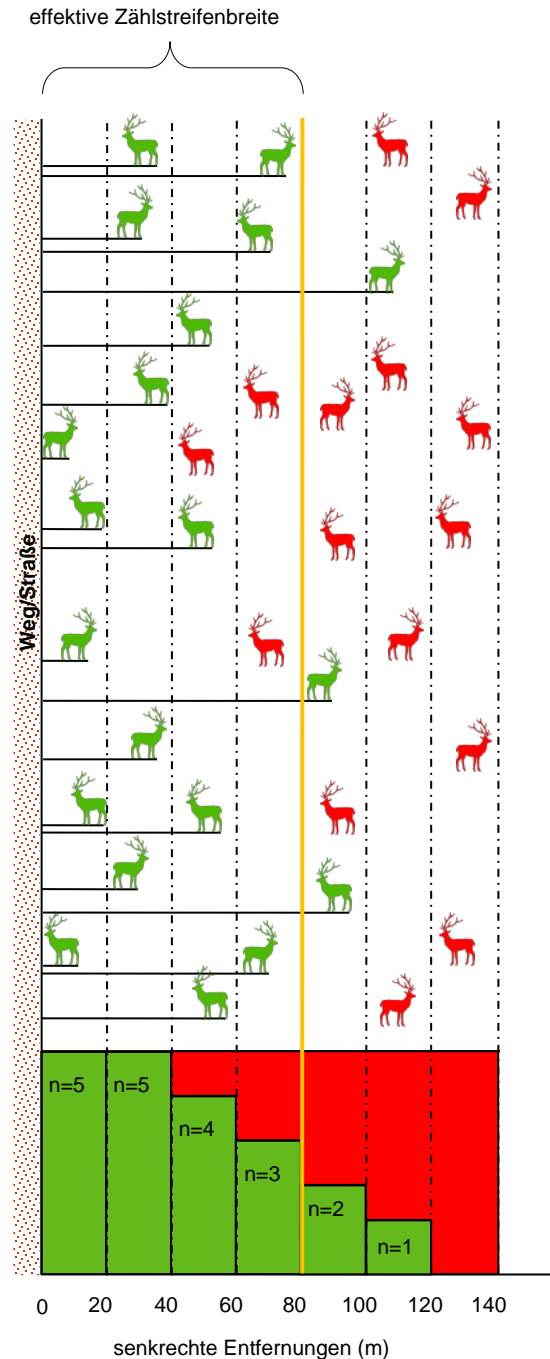 effektive Zählstreifenbreite
Weg/Straße
n=5
n=5
n=4
n=3
n=2
n=1
0 20 40 60 80 100 120 140
senkrechte Entfernungen (m)